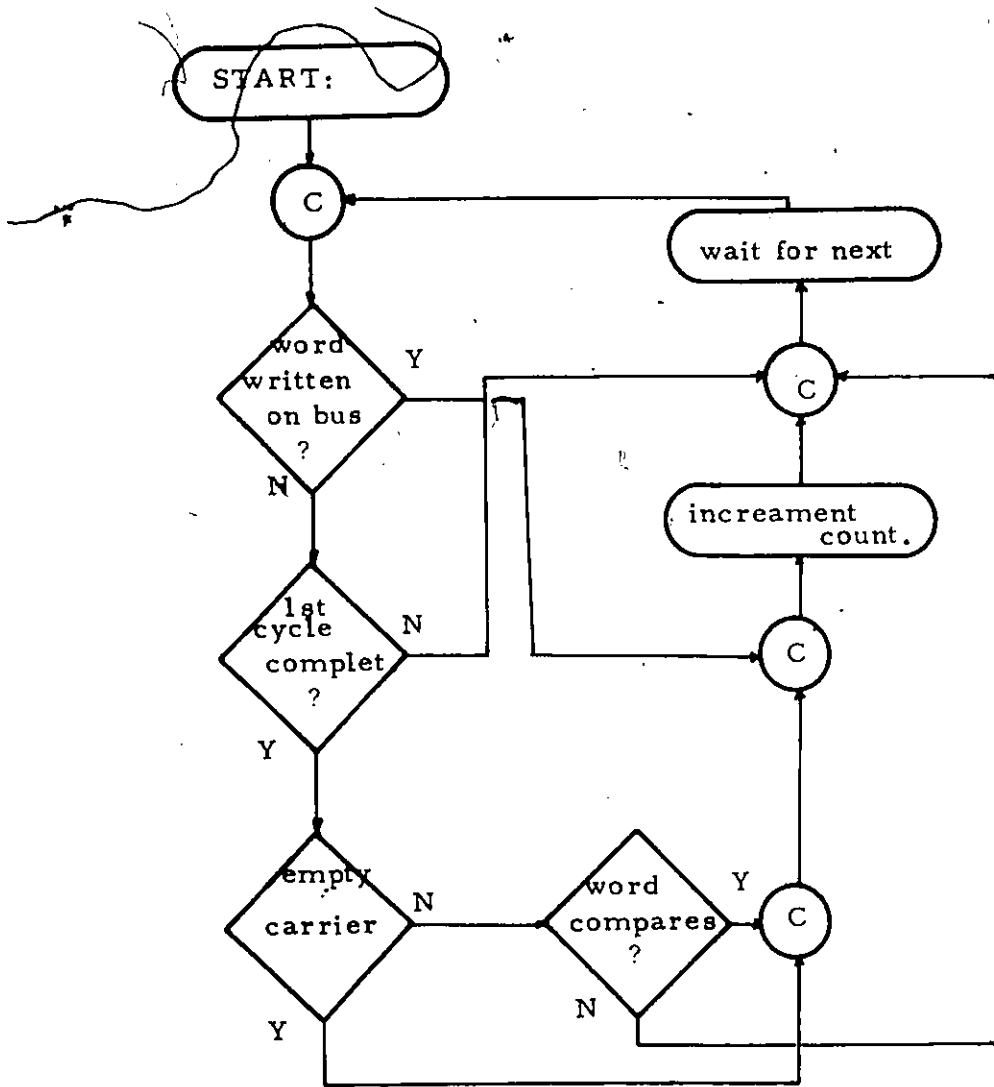 START:
C
wait for next
word
written
on bus
?
Y
N
C
increament
count.
1st
cycle
complet
?
N
Y
C
empty
carrier
N
Y
word
compares
?
Y
N
C